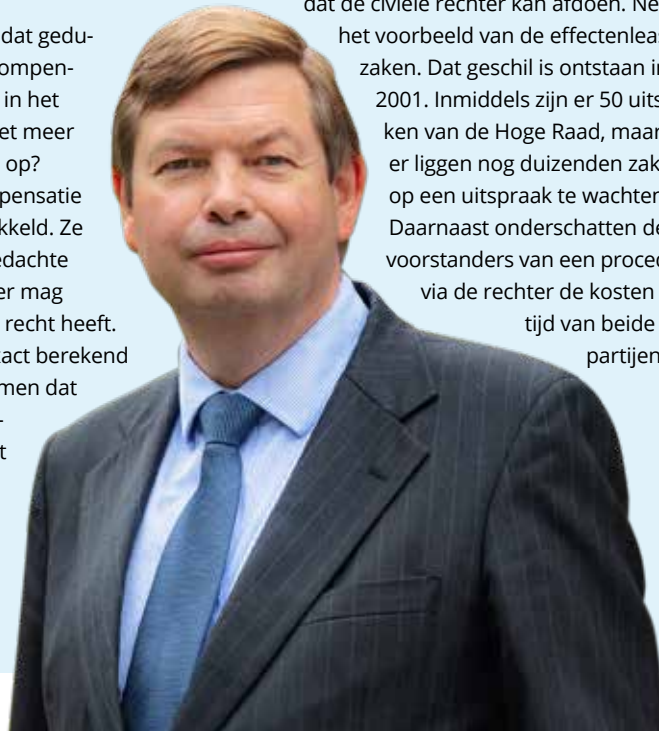 dat gedu-
ompen-
in het
et meer
op?
pensatie
kkeld. Ze
edachte
er mag
recht heeft.
act berekend
men dat
-
t
dat de civiele rechter kan afdoen. Ne
het voorbeeld van de effectenleas
zaken. Dat geschil is ontstaan in
2001. Inmiddels zijn er 50 uits
ken van de Hoge Raad, maar
er liggen nog duizenden zak
op een uitspraak te wachten
Daarnaast onderschatten de
voorstanders van een proced
via de rechter de kosten
tijd van beide
partijen